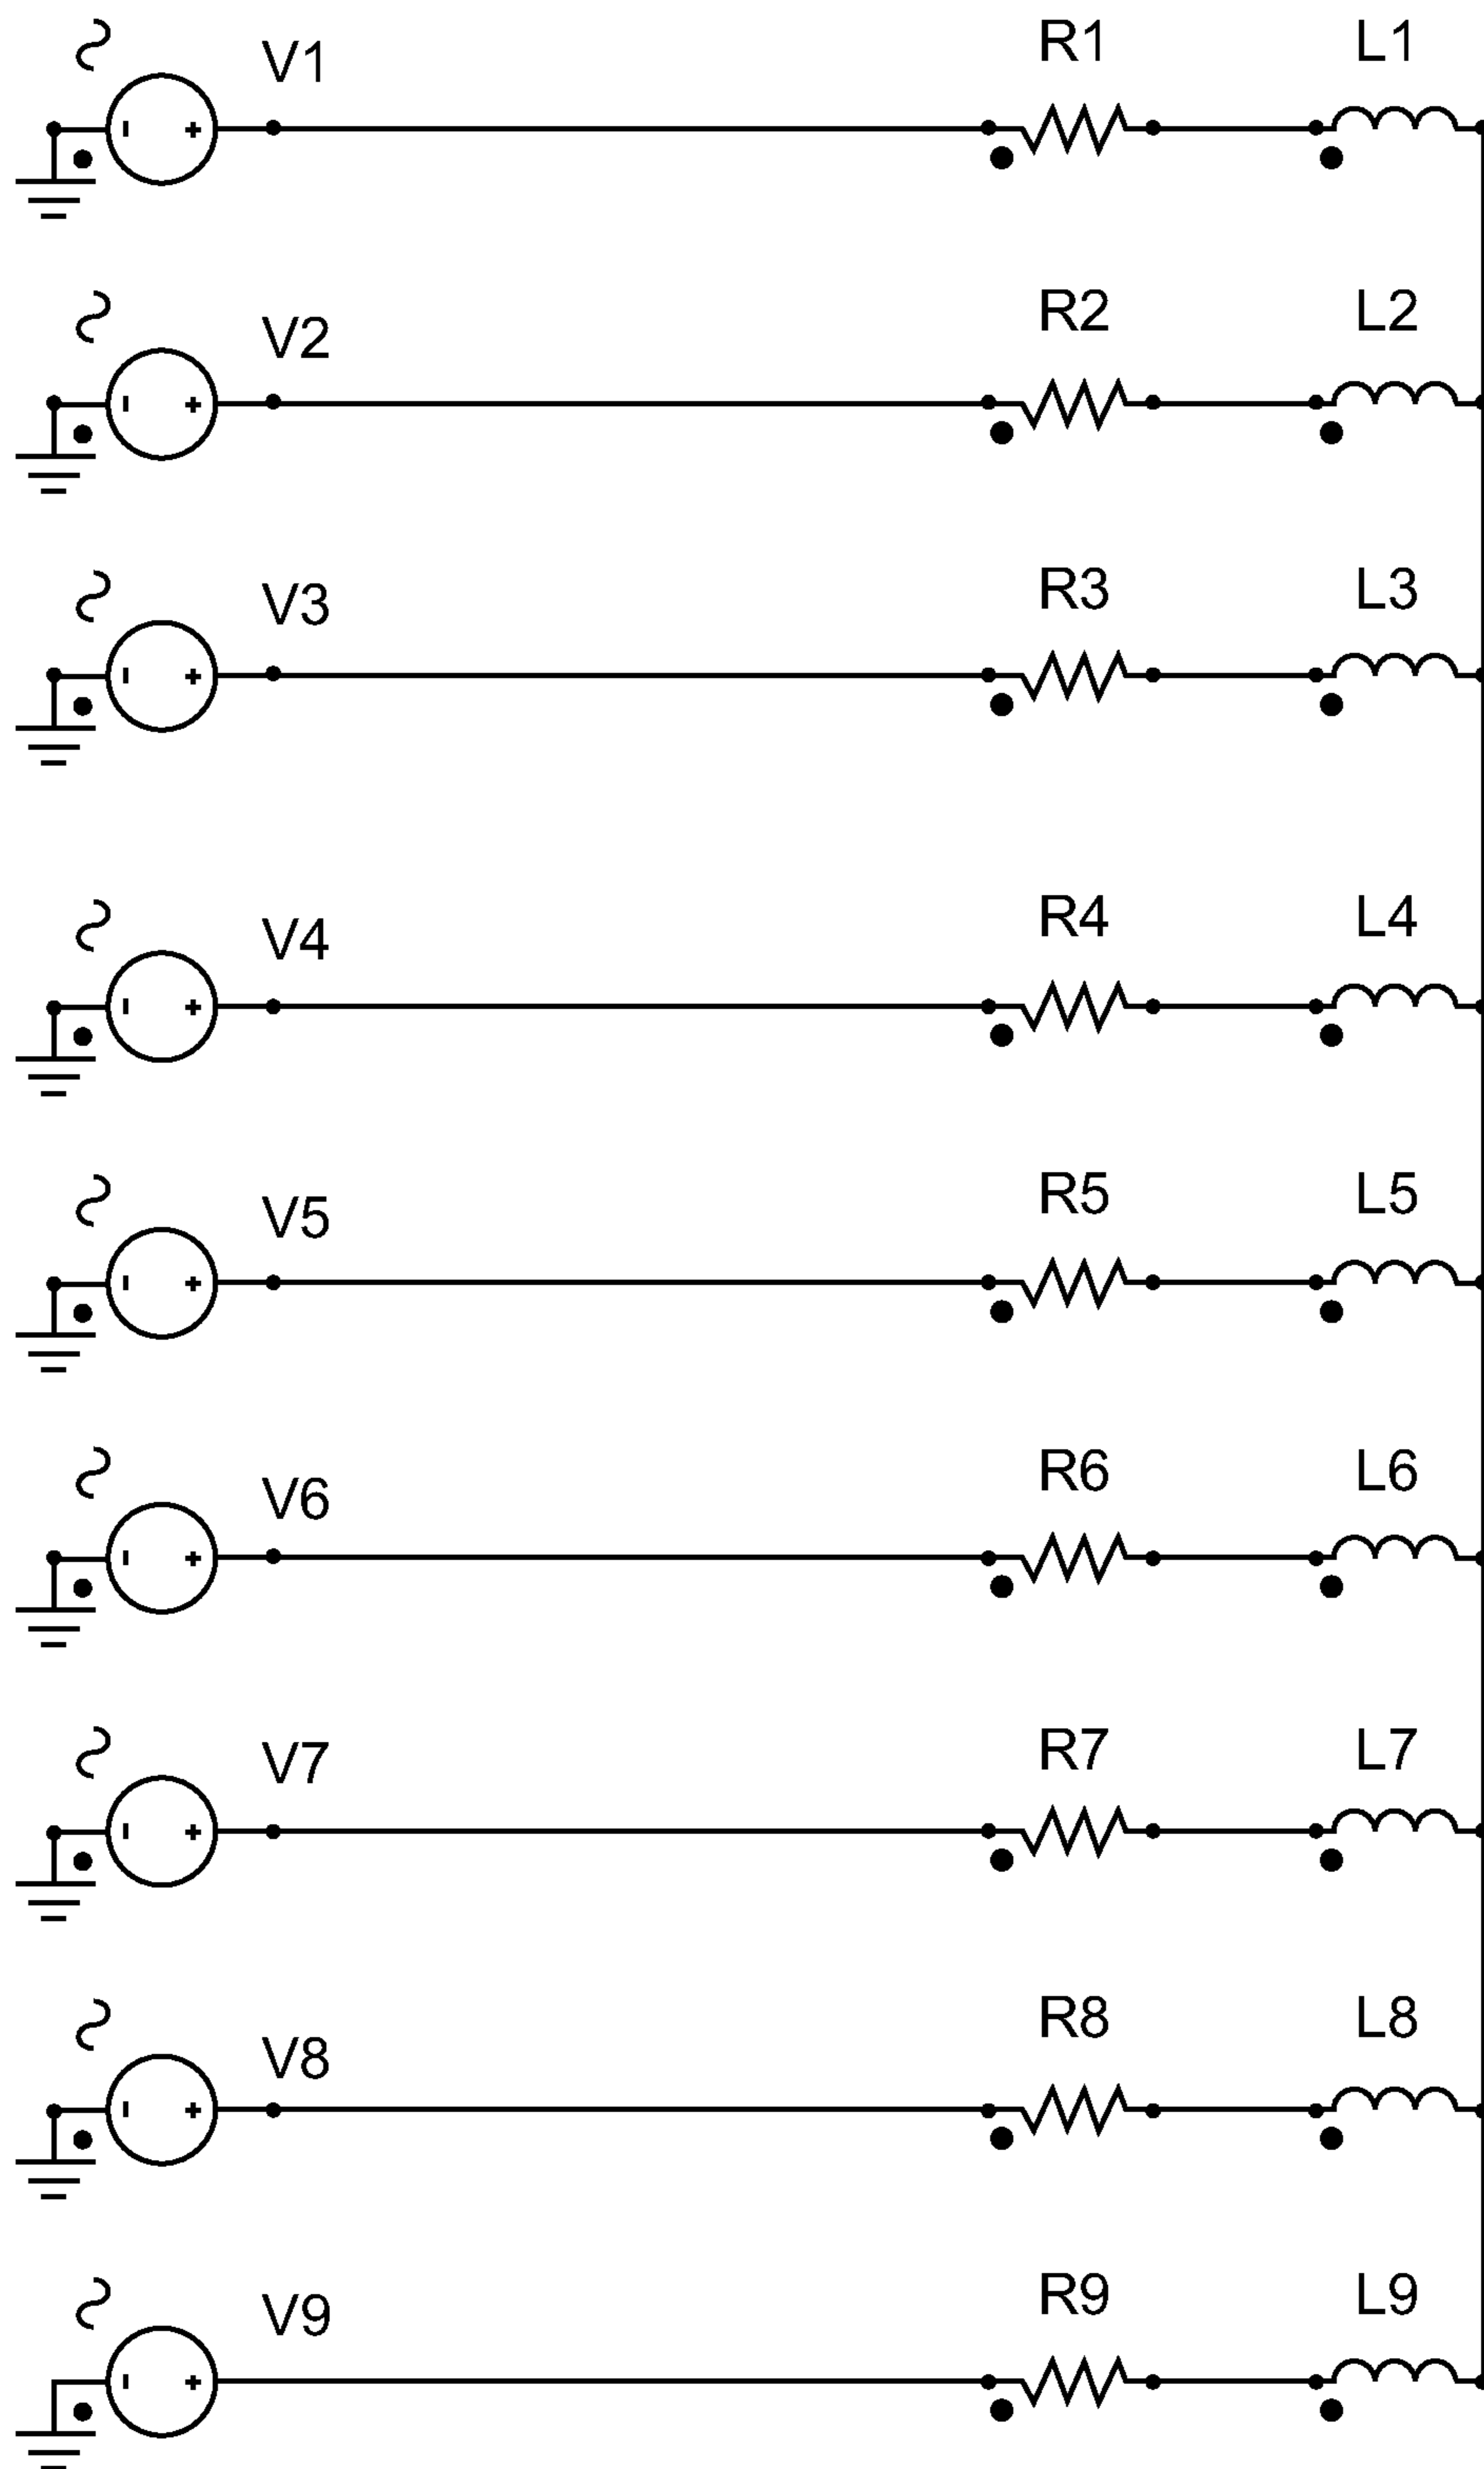 V1 R1 L1
V2 R2 L2
V3 R3 L3
V4 R4 L4
V5 R5 L5
V6 R6 L6
V7 R7 L7
V8 R8 L8
V9 R9 L9